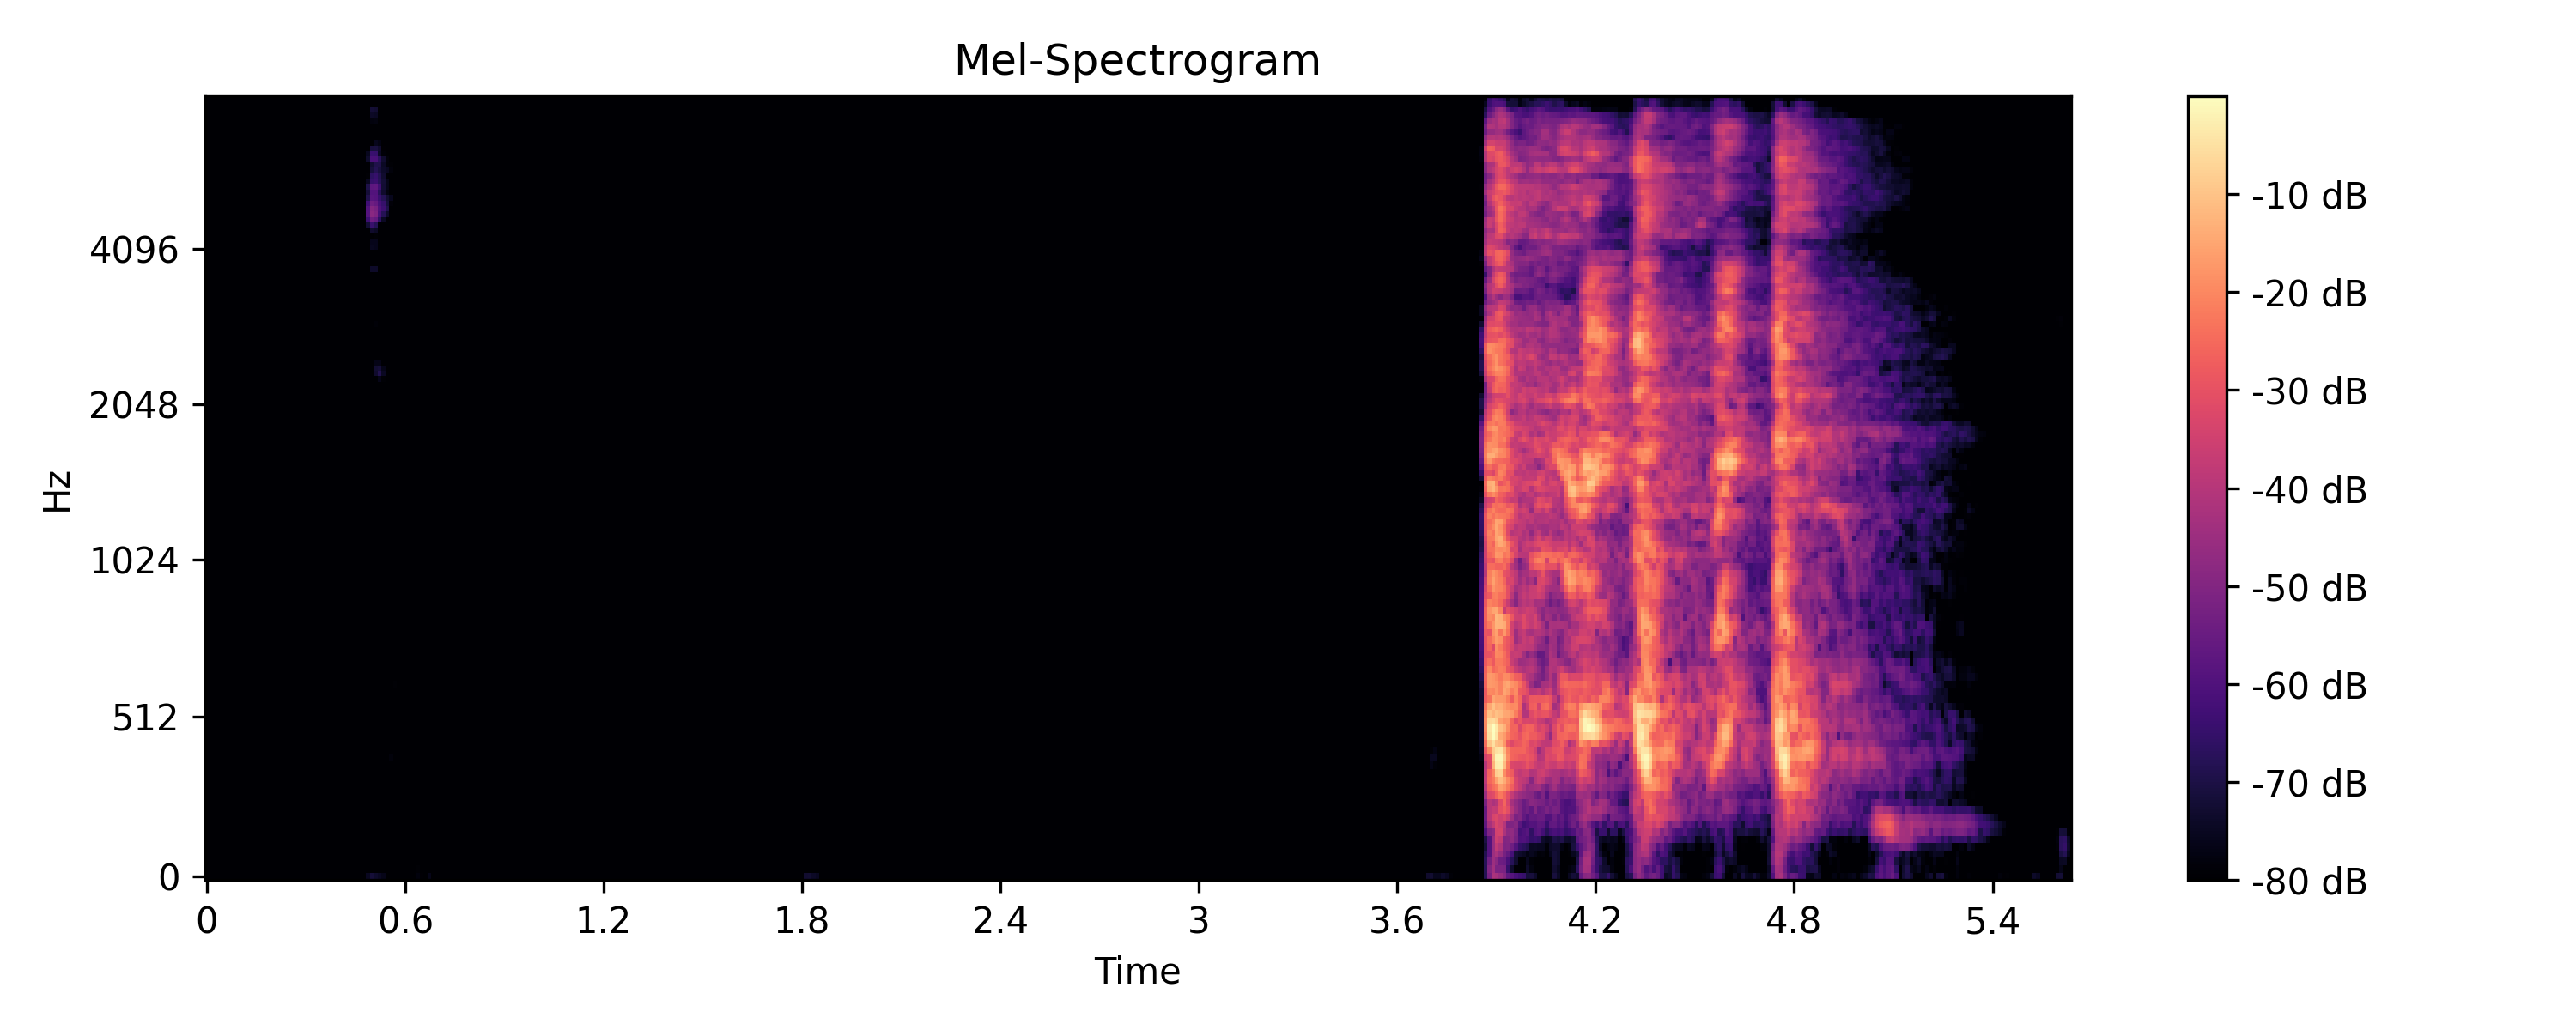 Mel-Spectrogram
Hz
4096
2048
1024
512
0
0 0.6 1.2 1.8 2.4 3 3.6 4.2 4.8 5.4
Time
-10 dB
-20 dB
-30 dB
-40 dB
-50 dB
-60 dB
-70 dB
-80 dB